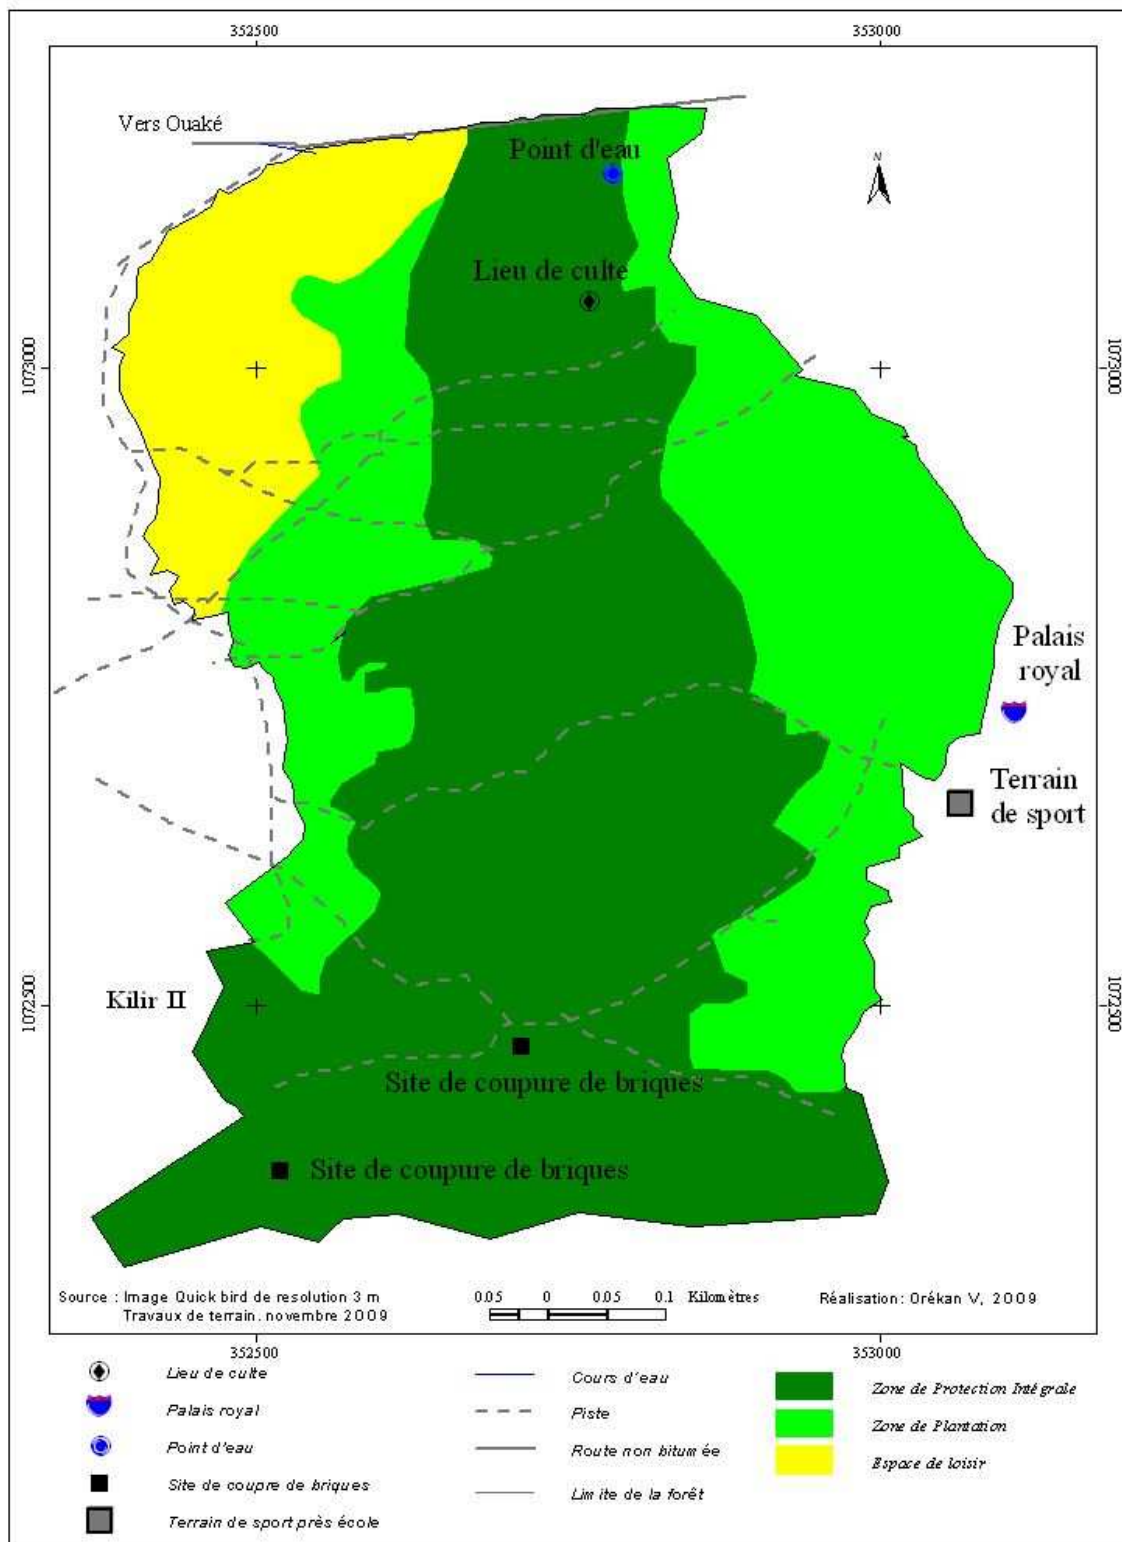 352500
353000
Vers Ouaké
Point d'eau
N
Lieu de culte
1073000
1073000
Palais
royal
Terrain
de sport
1072500
Kilir II
1072500
Site de coupure de briques
Site de coupure de briques
Source : Image Quick bird de resolution 3 m
Travaux de terrain. novembre 2009
0.05 0 0.05 0.1 Kilomètres
Réalisation: Orékan V, 2009
352500
353000
Lieu de culte
Palais royal
Point d'eau
Site de coupre de briques
Terrain de sport près école
Cours d'eau
Piste
Route non bitumée
Limite de la forêt
Zone de Protection Intégrale
Zone de Plantation
Espace de loisir